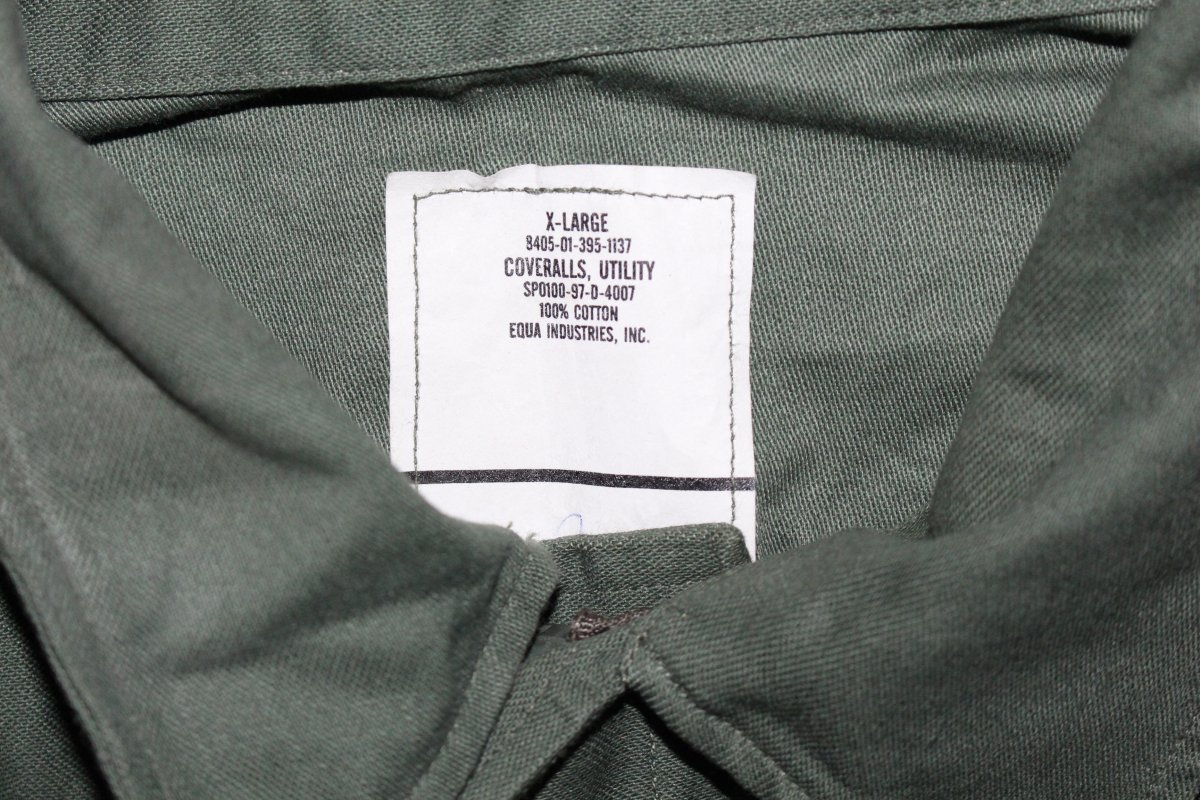 X-LARGE
8405-01-395-1137
COVERALLS, UTILITY
SP0100-97-D-4007
100% COTTON
EQUA INDUSTRIES, INC.